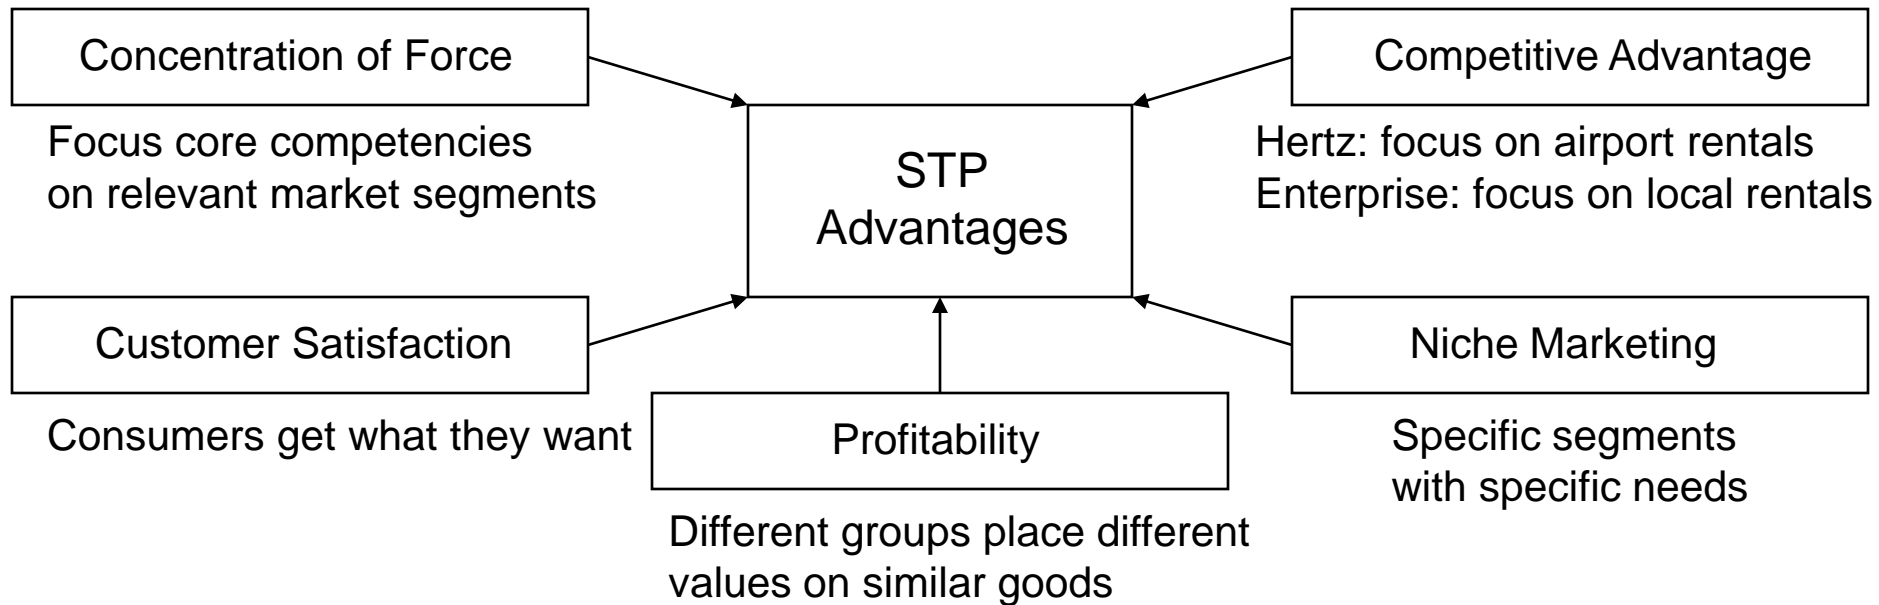 Concentration of Force
Focus core competencies
on relevant market segments
Competitive Advantage
Hertz: focus on airport rentals
Enterprise: focus on local rentals
STP
Advantages
Customer Satisfaction
Consumers get what they want
Profitability
Different groups place different
values on similar goods
Niche Marketing
Specific segments
with specific needs